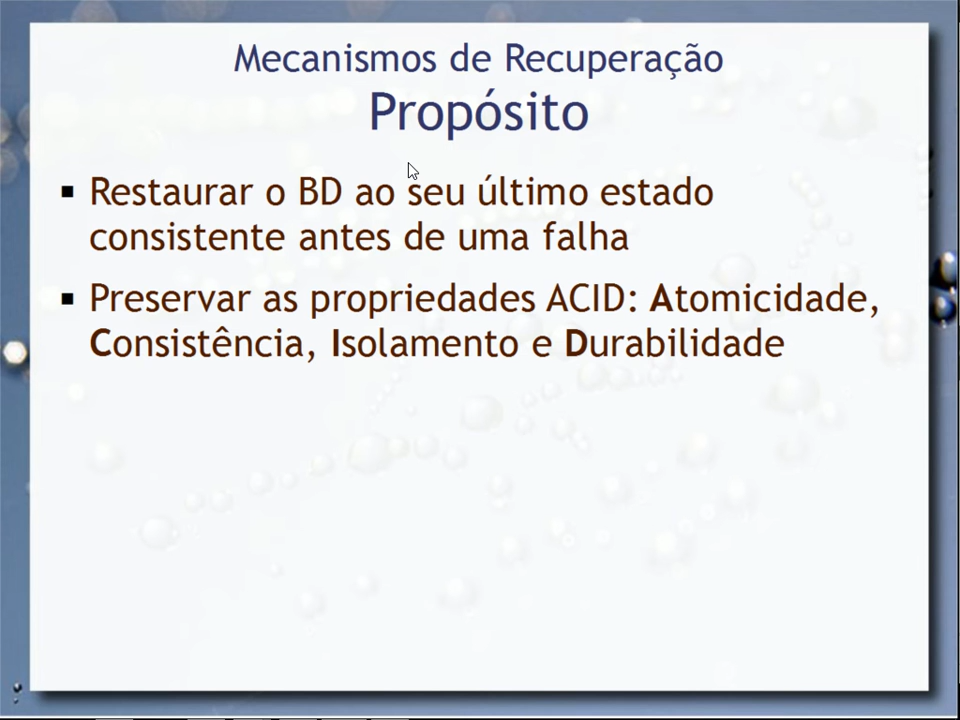 Mecanismos de Recuperação
Propósito
▪ Restaurar o BD ao seu último estado
consistente antes de uma falha
▪ Preservar as propriedades ACID: Atomicidade,
Consistência, Isolamento e Durabilidade